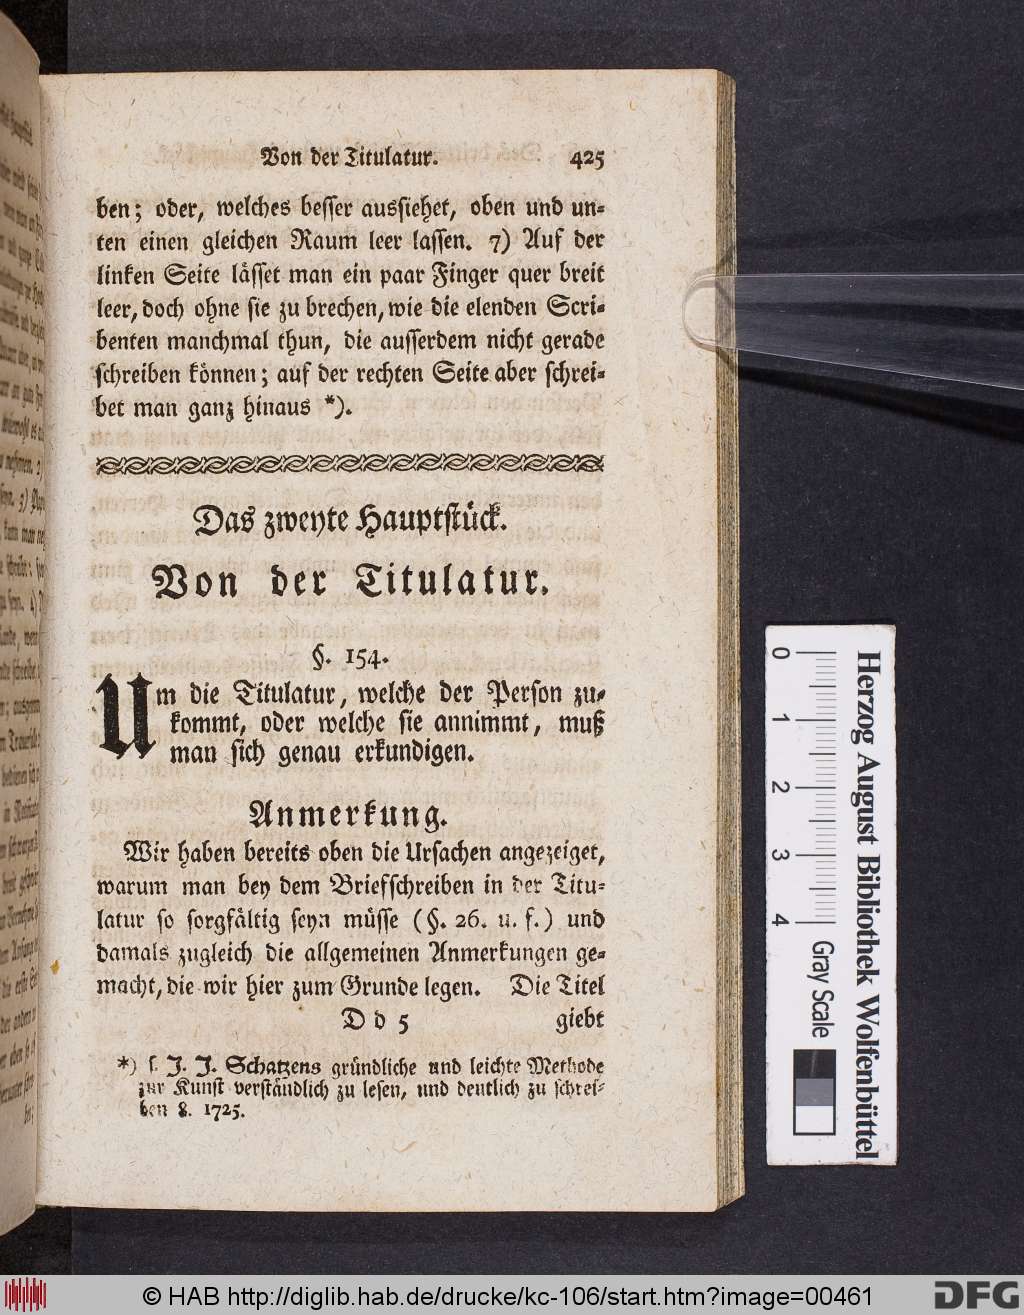 Von der Titulatur. 425
ben; oder, welches besser aussiehet, oben und un-
ten einen gleichen Raum leer lassen. 7) Auf der
linken Seite lässet man ein paar Finger quer breit
leer, doch ohne sie zu brechen, wie die elenden Scri-
benten manchmal thun, die ausserdem nicht gerade
schreiben können; auf der rechten Seite aber schrei-
bet man ganz hinaus *).
Das zweyte Hauptstück.
Von der Titulatur.
§. 154.
Um die Titulatur, welche der Person zu-
kommt, oder welche sie annimmt, muß
man sich genau erkundigen.
Anmerkung.
Wir haben bereits oben die Ursachen angezeiget,
warum man bey dem Briefschreiben in der Titu-
latur so sorgfältig seyn müsse (§. 26. u. f.) und
damals zugleich die allgemeinen Anmerkungen ge-
macht, die wir hier zum Grunde legen. Die Titel
D d 5 giebt
*) s. J. J. Schatzens gründliche und leichte Methode
zur Kunst verständlich zu lesen, und deutlich zu schrei-
ben 8. 1725.
0 1 2 3 4
Gray Scale
Herzog August Bibliothek Wolfenbüttel
© HAB http://diglib.hab.de/drucke/kc-106/start.htm?image=00461
DFG